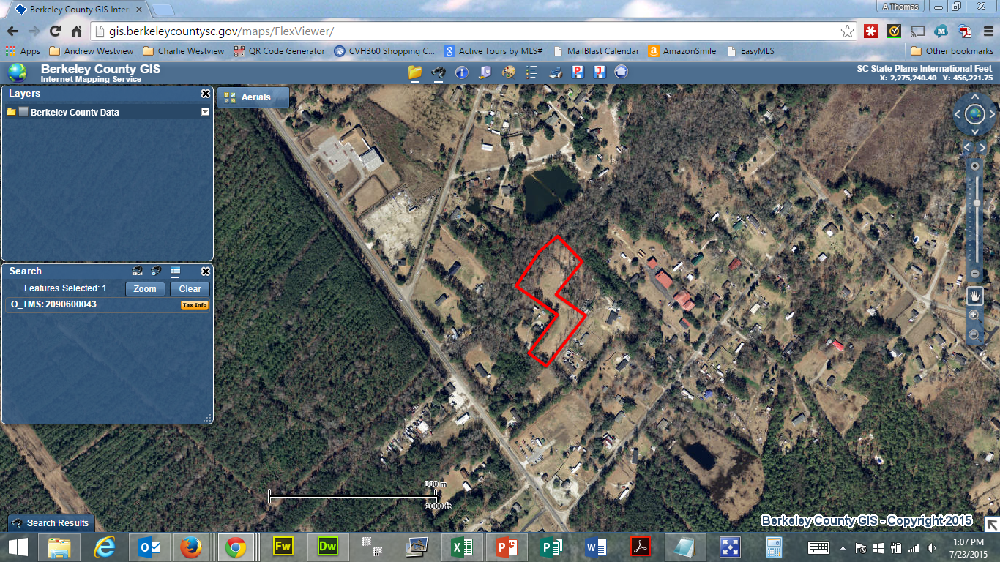 Berkeley County GIS Intern
A Thomas
gis.berkeleycountysc.gov/maps/FlexViewer/
Apps Andrew Westview Charlie Westview QR Code Generator CVH360 Shopping C... Active Tours by MLS# MailBlast Calendar AmazonSmile EasyMLS Other bookmarks
Berkeley County GIS
Internet Mapping Service
SC State Plane International Feet
X: 2,275,240.40 Y: 456,221.75
Layers
Aerials
Berkeley County Data
Search
Features Selected: 1 Zoom Clear
O_TMS: 2090600043 Tax Info
300 m
1000 ft
Search Results
Berkeley County GIS - Copyright 2015
Fw Dw
1:07 PM
7/23/2015